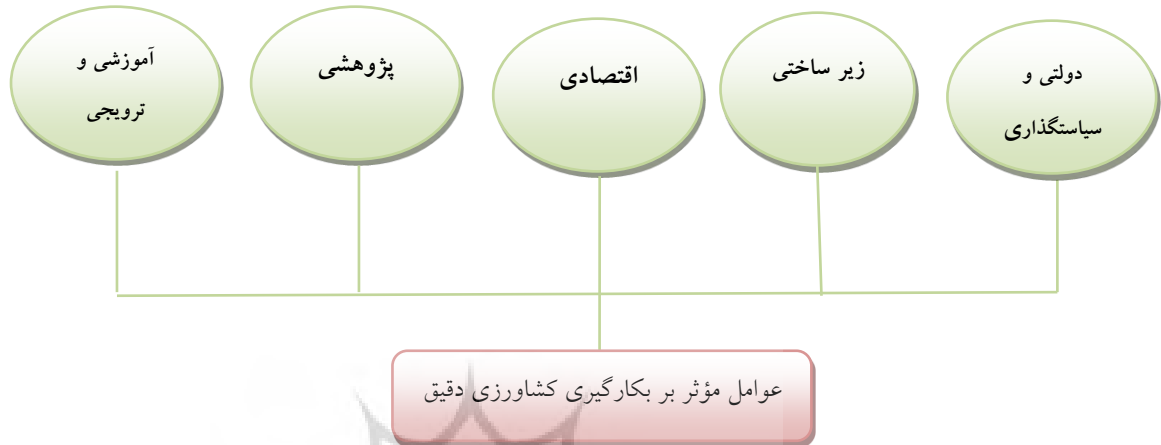 دولتی و
سیاستگذاری
زیر ساختی
اقتصادی
پژوهشی
آموزشی و
ترویجی
عوامل مؤثر بر بکارگیری کشاورزی دقیق